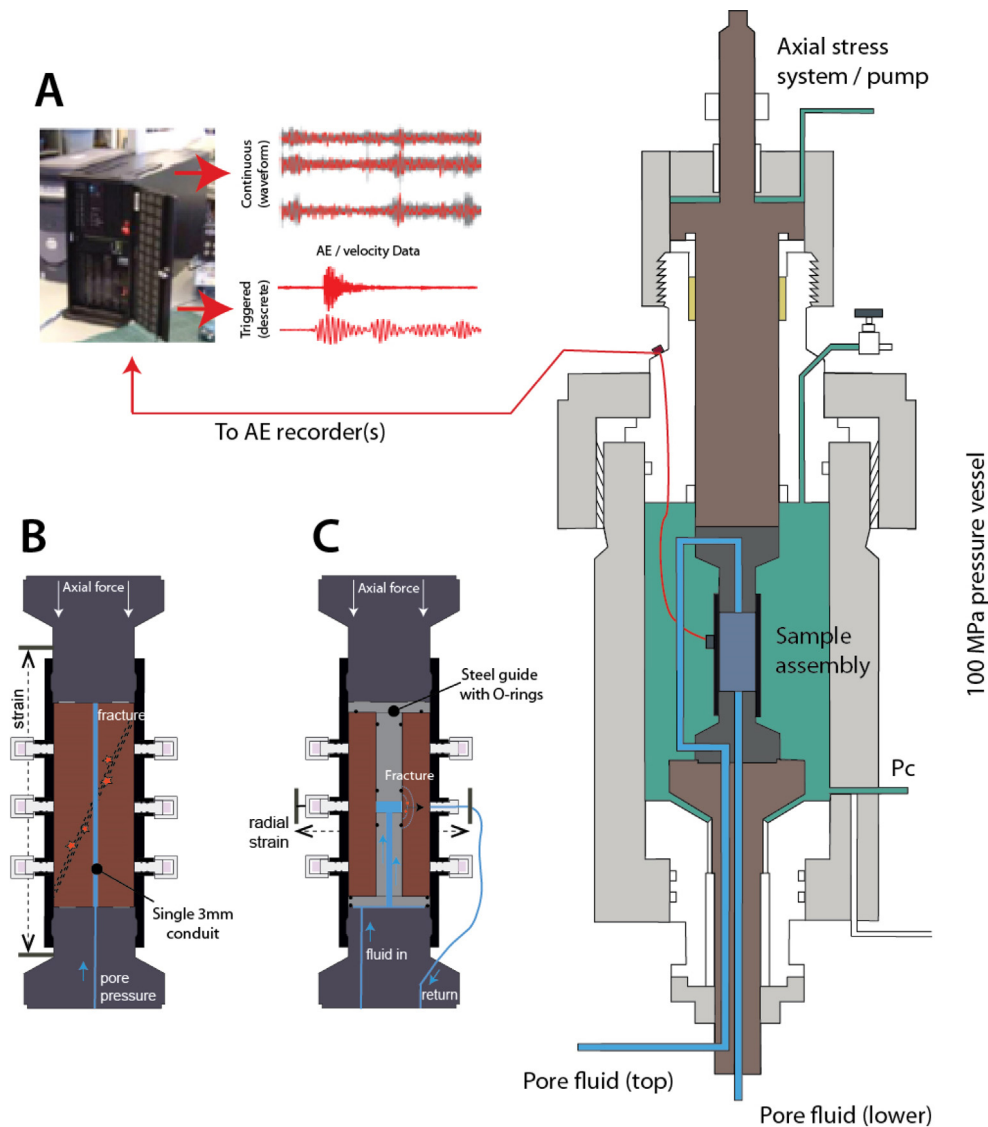 A
Continuous
(waveform)
AE / velocity Data
Triggered
(descrete)
To AE recorder(s)
Axial stress
system / pump
100 MPa pressure vessel
Sample
assembly
Pc
Pore fluid (top)
Pore fluid (lower)
B
Axial force
strain
fracture
Single 3mm
conduit
pore
pressure
C
Axial force
Steel guide
with O-rings
Fracture
radial
strain
fluid in
return